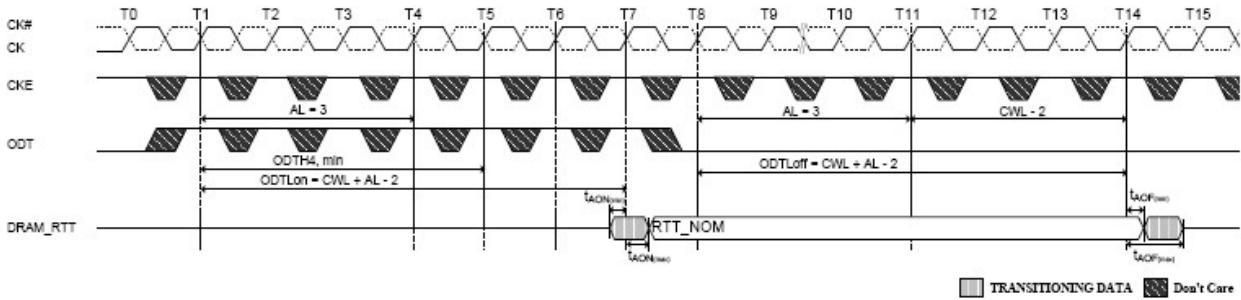 T0 T1 T2 T3 T4 T5 T6 T7 T8 T9 T10 T11 T12 T13 T14 T15
CK#
CK
CKE
AL = 3 AL = 3 CWL - 2
ODT
ODTH4, min
ODTLon = CWL + AL - 2 ODTLoff = CWL + AL - 2
tAON(min) tAOF(min)
DRAM_RTT RTT_NOM
tAON(max) tAOF(max)
TRANSITIONING DATA Don't Care